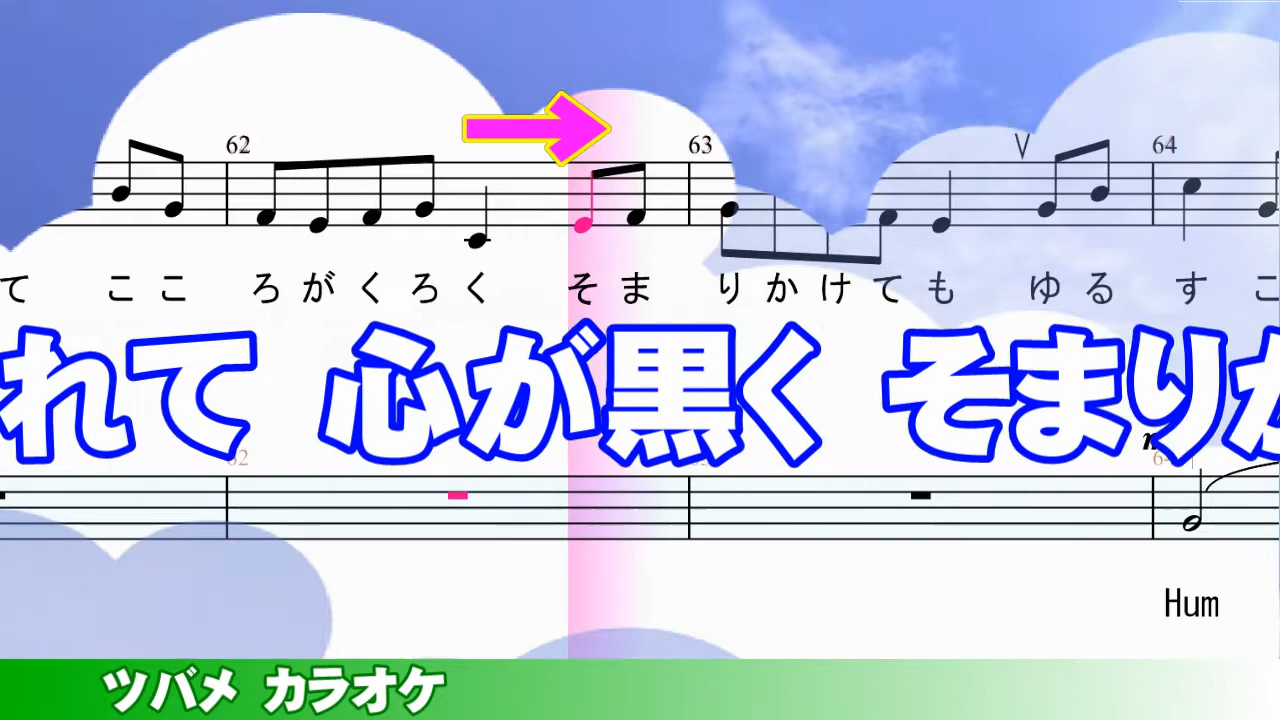 62 63 64
て ここ ろがくろく そま りかけても ゆる す こ
れて 心が黒く そまりか
62
Hum
ツバメ カラオケ